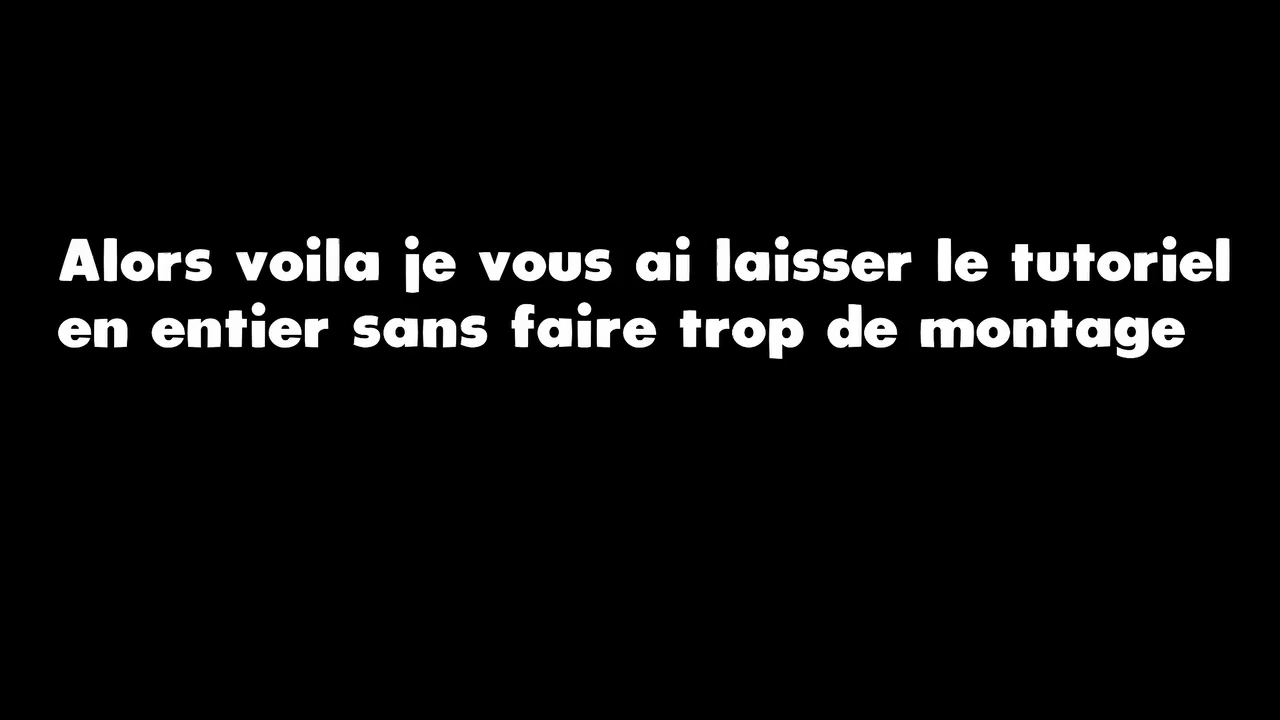 Alors voila je vous ai laisser le tutoriel
en entier sans faire trop de montage